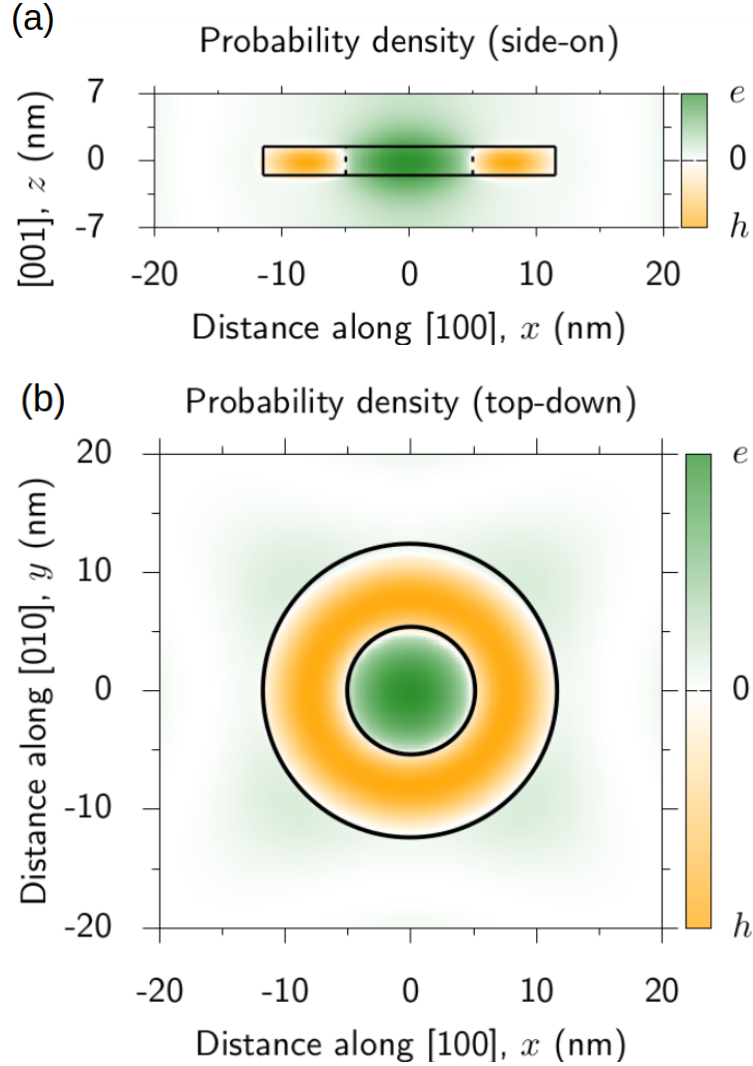 (a)
Probability density (side-on)
[001], z (nm)
7
0
-7
-20
-10
0
10
20
Distance along [100], x (nm)
e
0
h
(b)
Probability density (top-down)
Distance along [010], y (nm)
20
10
0
-10
-20
-20
-10
0
10
20
Distance along [100], x (nm)
e
0
h